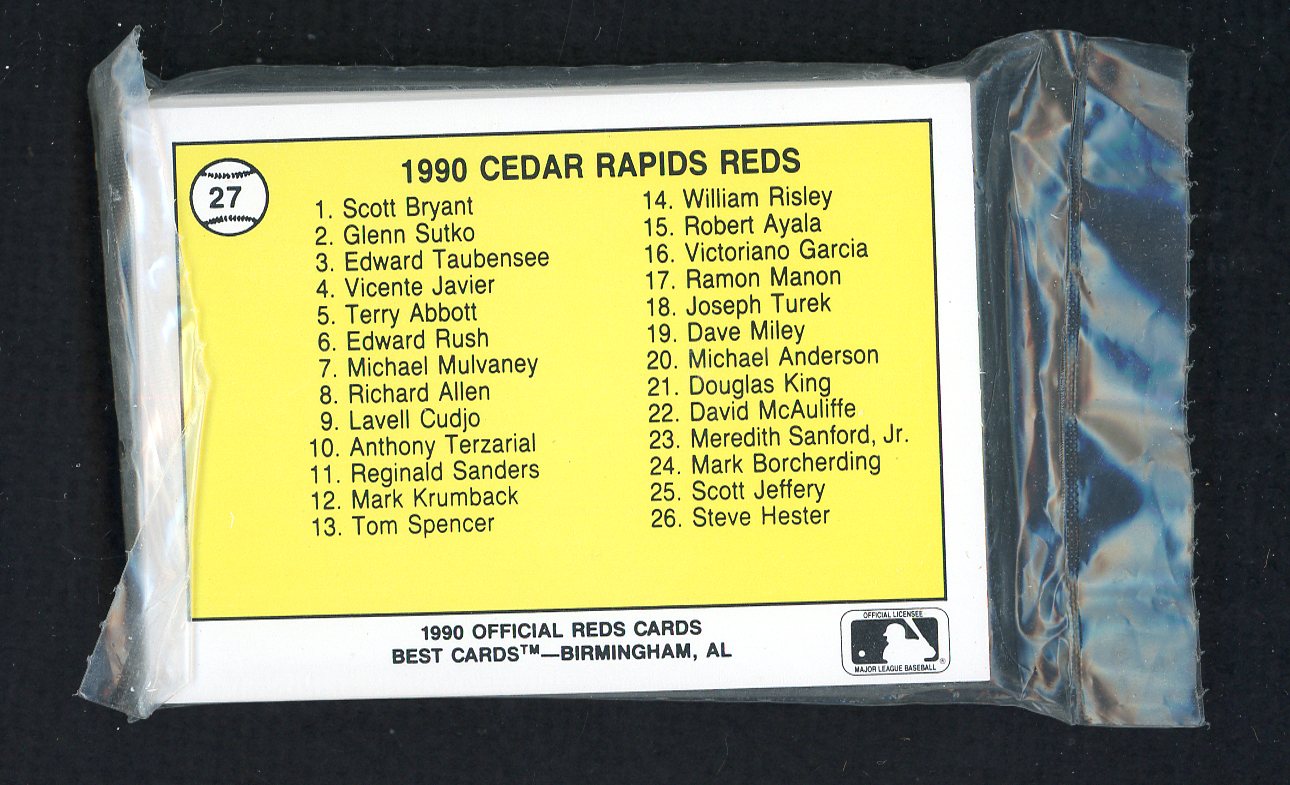 27
1990 CEDAR RAPIDS REDS
1. Scott Bryant
2. Glenn Sutko
3. Edward Taubensee
4. Vicente Javier
5. Terry Abbott
6. Edward Rush
7. Michael Mulvaney
8. Richard Allen
9. Lavell Cudjo
10. Anthony Terzarial
11. Reginald Sanders
12. Mark Krumback
13. Tom Spencer
14. William Risley
15. Robert Ayala
16. Victoriano Garcia
17. Ramon Manon
18. Joseph Turek
19. Dave Miley
20. Michael Anderson
21. Douglas King
22. David McAuliffe
23. Meredith Sanford, Jr.
24. Mark Borcherding
25. Scott Jeffery
26. Steve Hester
1990 OFFICIAL REDS CARDS
BEST CARDS™—BIRMINGHAM, AL
OFFICIAL LICENSEE
MAJOR LEAGUE BASEBALL®